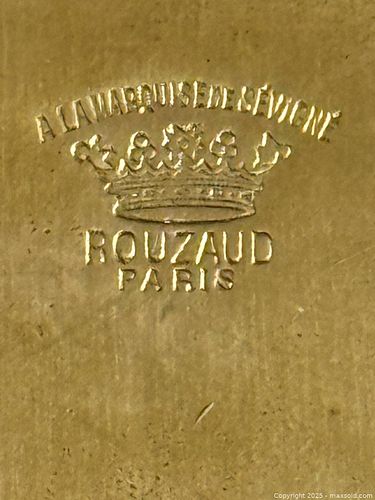 A LA MARQUISE DE SÉVIGNÉ
ROUZAUD
PARIS
Copyright 2025 - maxsold.com